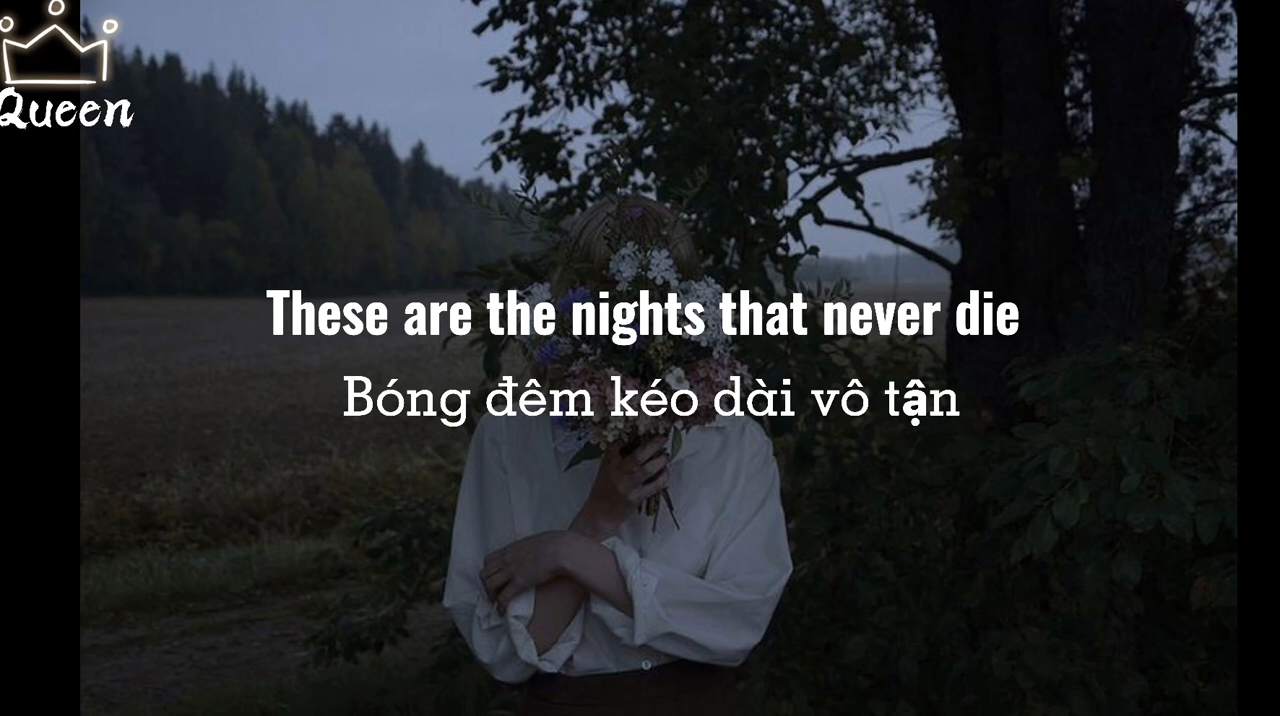 Queen
These are the nights that never die
Bóng đêm kéo dài vô tận